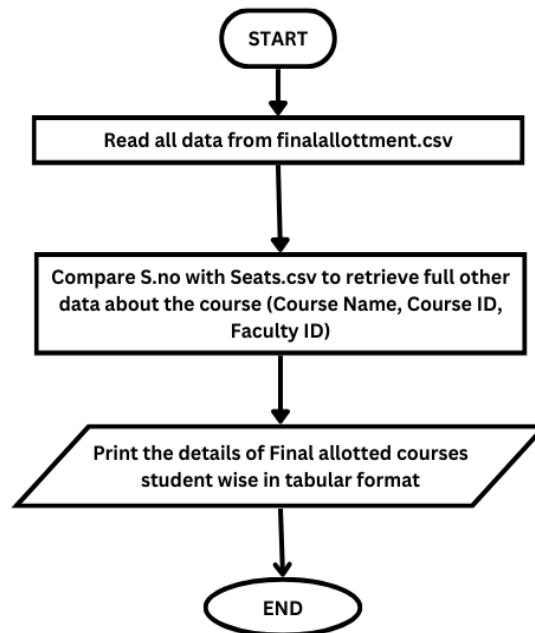 START
Read all data from finalallottment.csv
Compare S.no with Seats.csv to retrieve full other
data about the course (Course Name, Course ID,
Faculty ID)
Print the details of Final allotted courses
student wise in tabular format
END